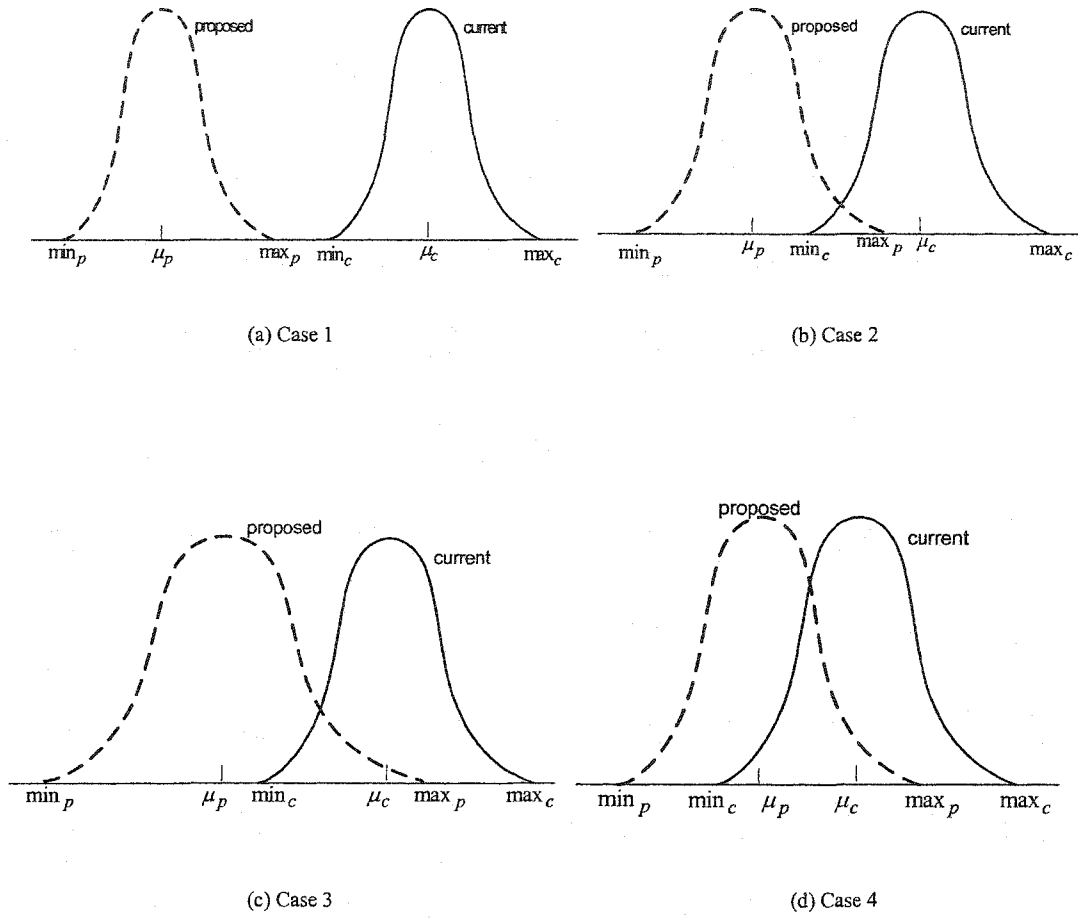 proposed
current
min_p μ_p max_p min_c μ_c max_c
(a) Case 1
proposed
current
min_p μ_p min_c max_p μ_c max_c
(b) Case 2
proposed
current
min_p μ_p min_c μ_c max_p max_c
(c) Case 3
proposed
current
min_p min_c μ_p μ_c max_p max_c
(d) Case 4